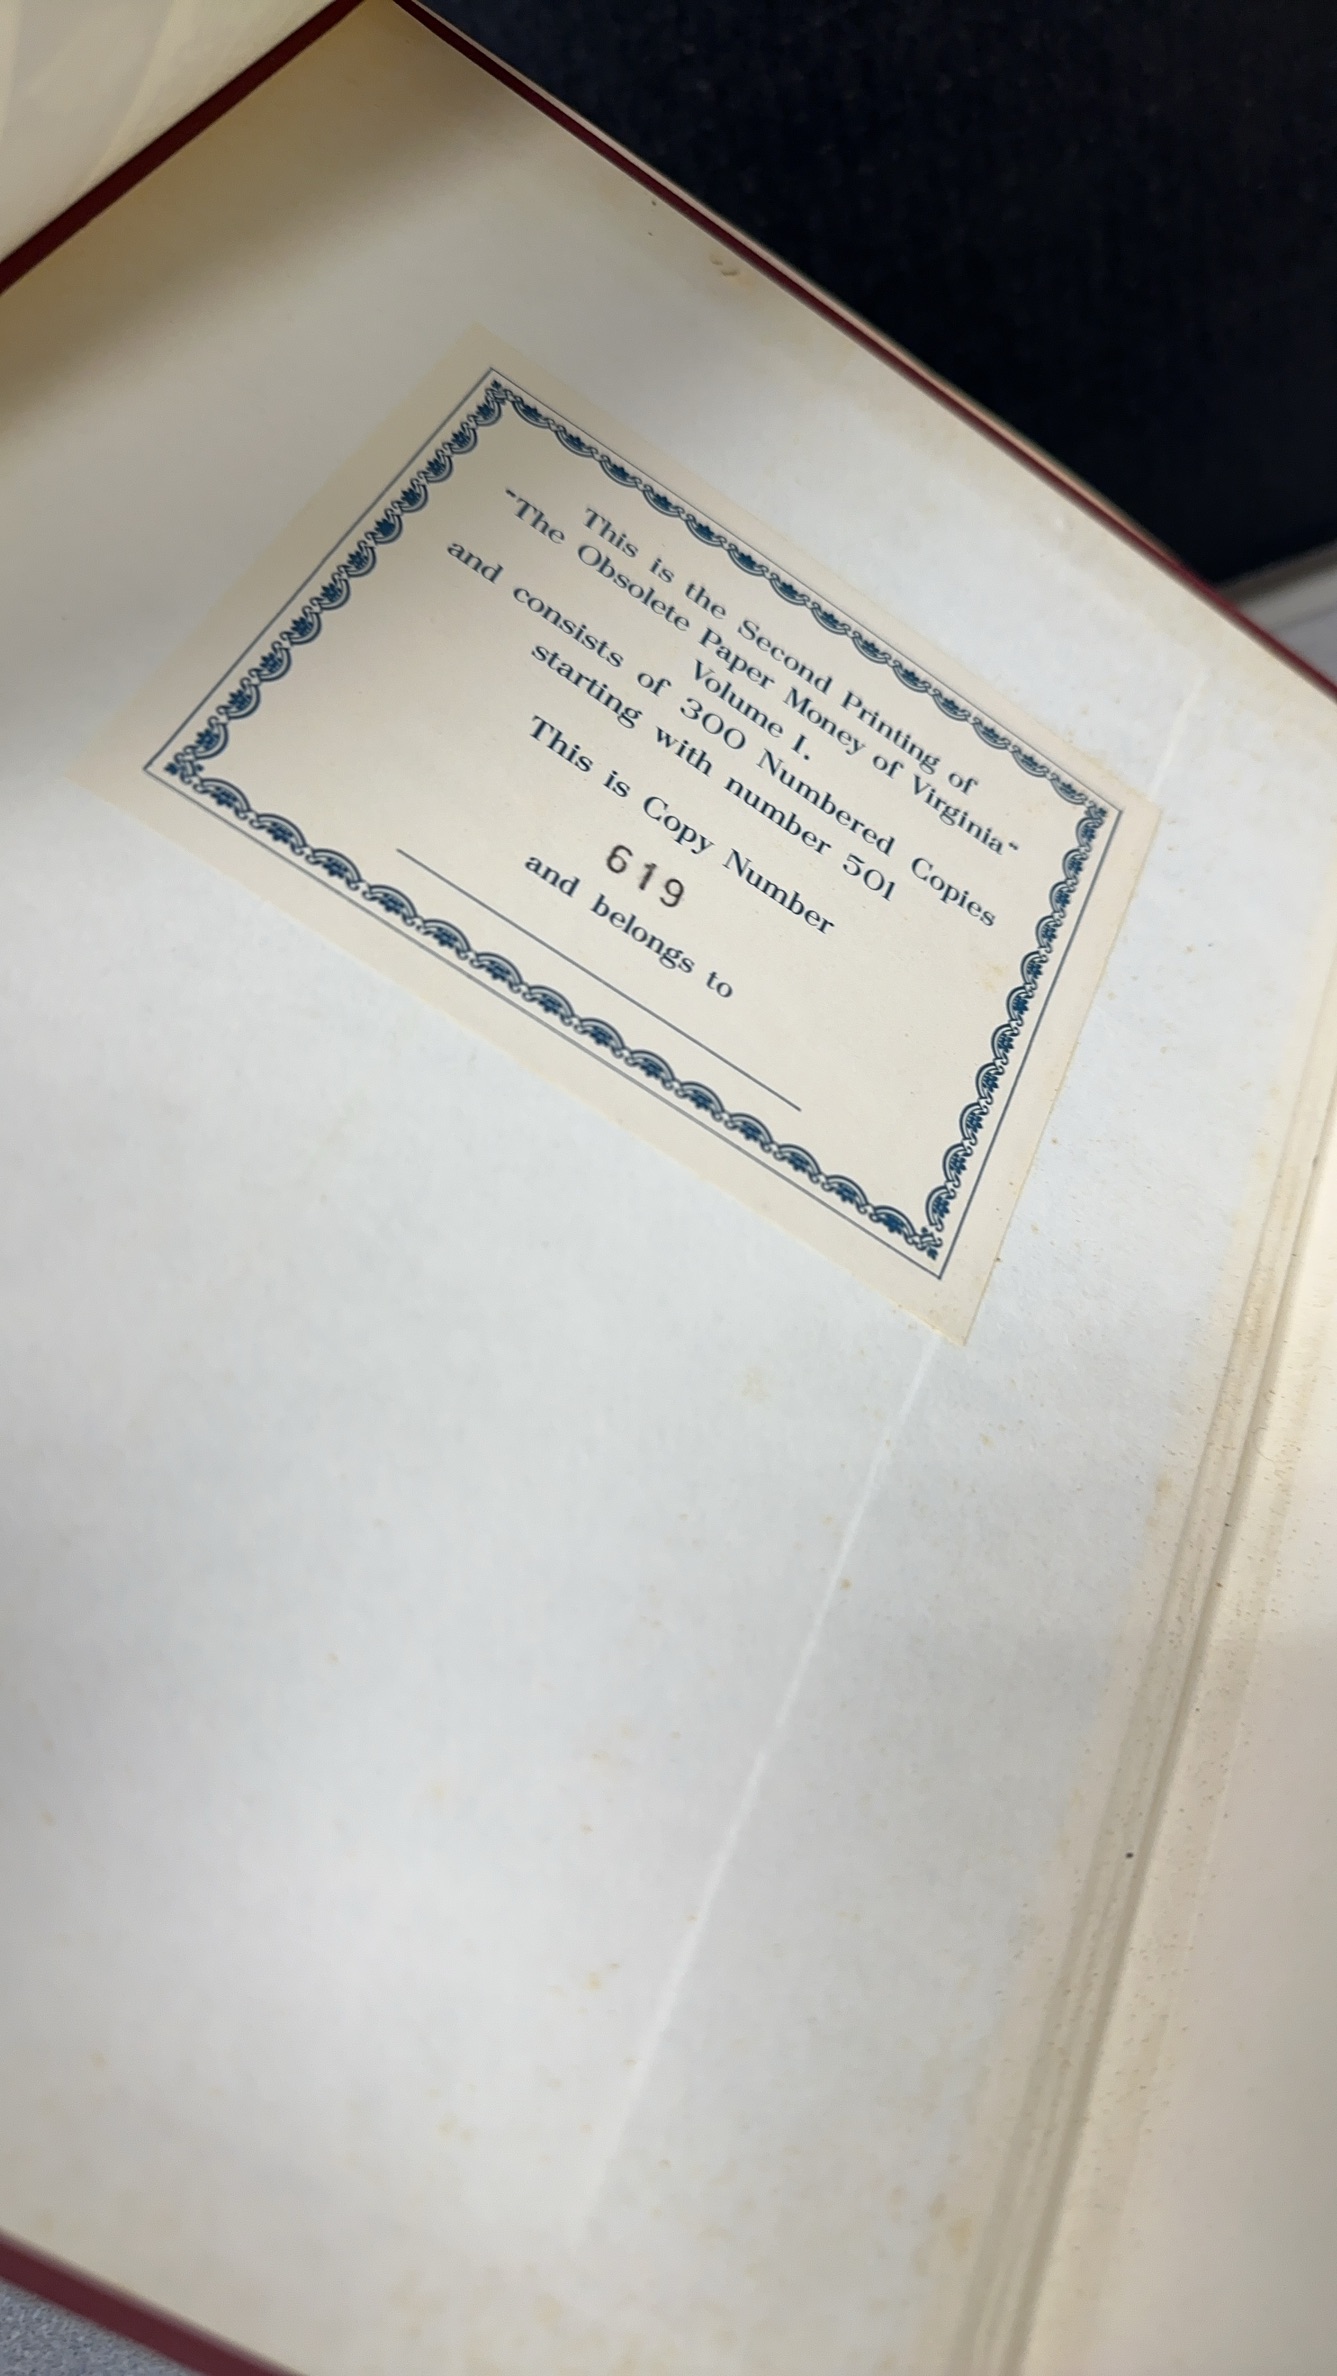 This is the Second Printing of
"The Obsolete Paper Money of Virginia"
Volume I.
and consists of 300 Numbered Copies
starting with number 501
This is Copy Number
619
and belongs to